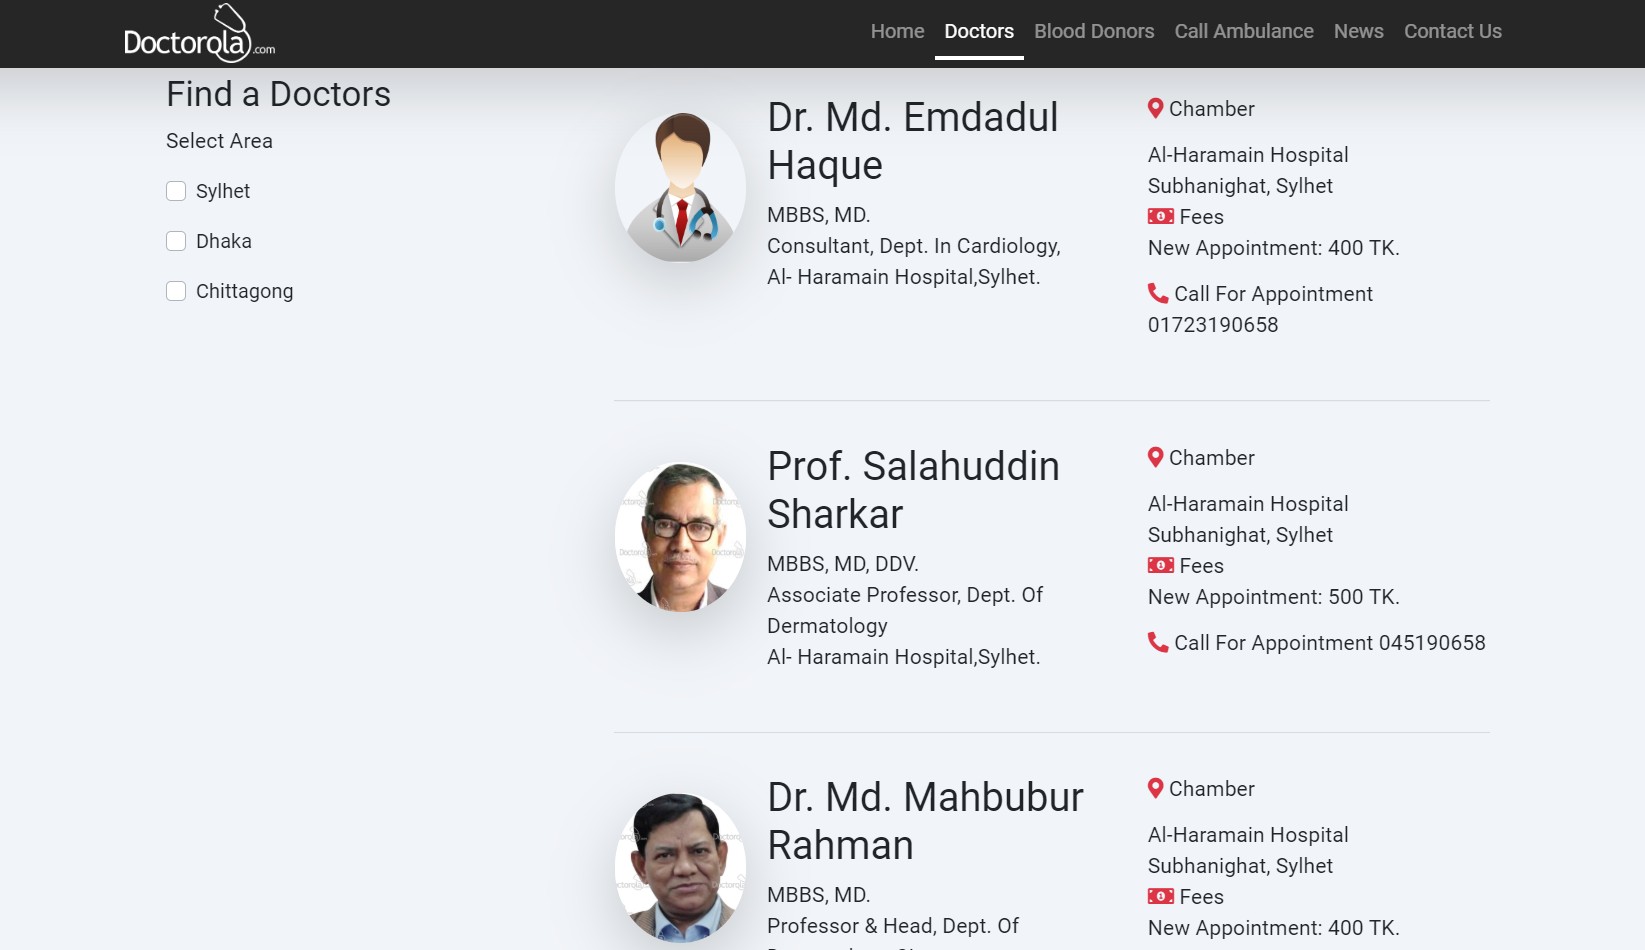 Doctorola.com
Home Doctors Blood Donors Call Ambulance News Contact Us
Find a Doctors
Select Area
Sylhet
Dhaka
Chittagong
Dr. Md. Emdadul
Haque
MBBS, MD.
Consultant, Dept. In Cardiology,
Al- Haramain Hospital,Sylhet.
Chamber
Al-Haramain Hospital
Subhanighat, Sylhet
Fees
New Appointment: 400 TK.
Call For Appointment
01723190658
Prof. Salahuddin
Sharkar
MBBS, MD, DDV.
Associate Professor, Dept. Of
Dermatology
Al- Haramain Hospital,Sylhet.
Chamber
Al-Haramain Hospital
Subhanighat, Sylhet
Fees
New Appointment: 500 TK.
Call For Appointment 045190658
Dr. Md. Mahbubur
Rahman
MBBS, MD.
Professor & Head, Dept. Of
Chamber
Al-Haramain Hospital
Subhanighat, Sylhet
Fees
New Appointment: 400 TK.